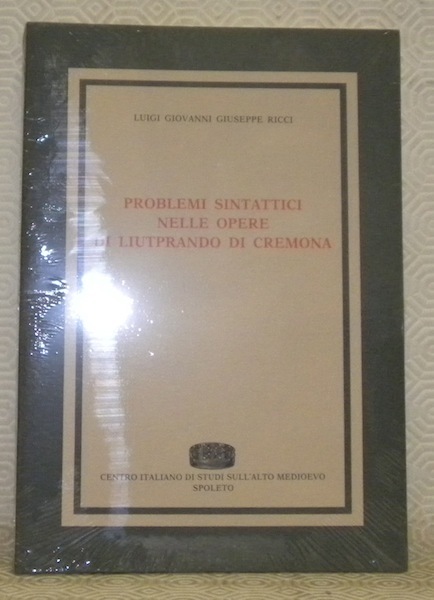 LUIGI GIOVANNI GIUSEPPE RICCI
PROBLEMI SINTATTICI
NELLE OPERE
DI LIUTPRANDO DI CREMONA
CENTRO ITALIANO DI STUDI SULL'ALTO MEDIOEVO
SPOLETO